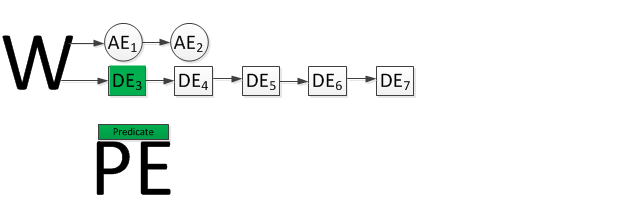 W
AE₁ AE₂
DE₃ DE₄ DE₅ DE₆ DE₇
Predicate
PE